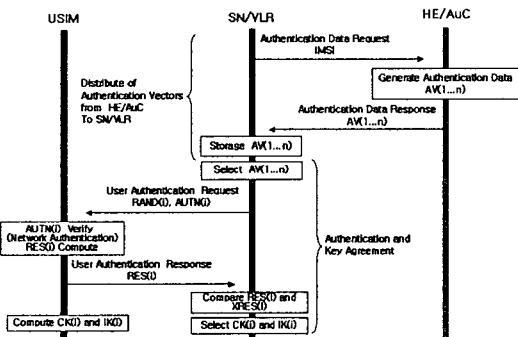 USIM
SN/VLR
HE/AuC
Authentication Data Request
IMSI
Generate Authentication Data
AV(1...n)
Distribute of
Authentication Vectors
from HE/AuC
To SN/VLR
Authentication Data Response
AV(1...n)
Storage AV(1...n)
Select AV(1...n)
User Authentication Request
RAND(i), AUTN(i)
AUTN(i) Verify
(Network Authentication)
RES(i) Compute
Authentication and
Key Agreement
User Authentication Response
RES(i)
Compare RES(i) and
XRES(i)
Compute CK(i) and IK(i)
Select CK(i) and IK(i)